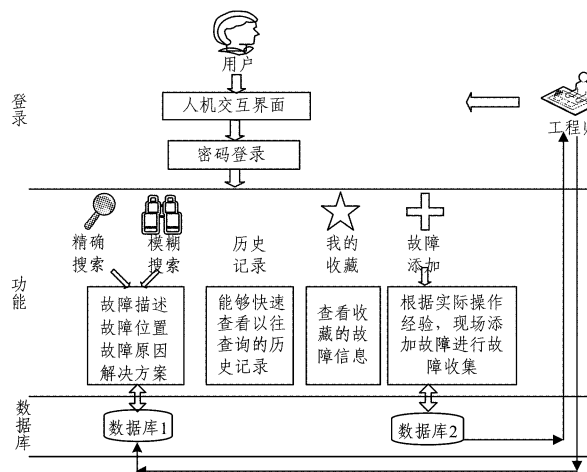 用户
登录
人机交互界面
工程
密码登录
精确
搜索
模糊
搜索
历史
记录
我的
收藏
故障
添加
功能
故障描述
故障位置
故障原因
解决方案
能够快速
查看以往
查询的历
史记录
查看收
藏的故
障信息
根据实际操作
经验，现场添
加故障进行故
障收集
数据库
数据库1
数据库2